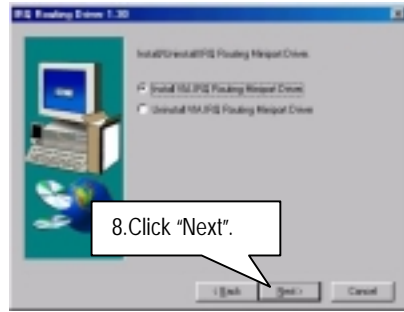 IRQ Routing Driver 1.30
Install/Uninstall IRQ Routing Miniport Driver.
Install VIA IRQ Routing Miniport Driver
Uninstall VIA IRQ Routing Miniport Driver
8.Click “Next”.
< Back
Next >
Cancel